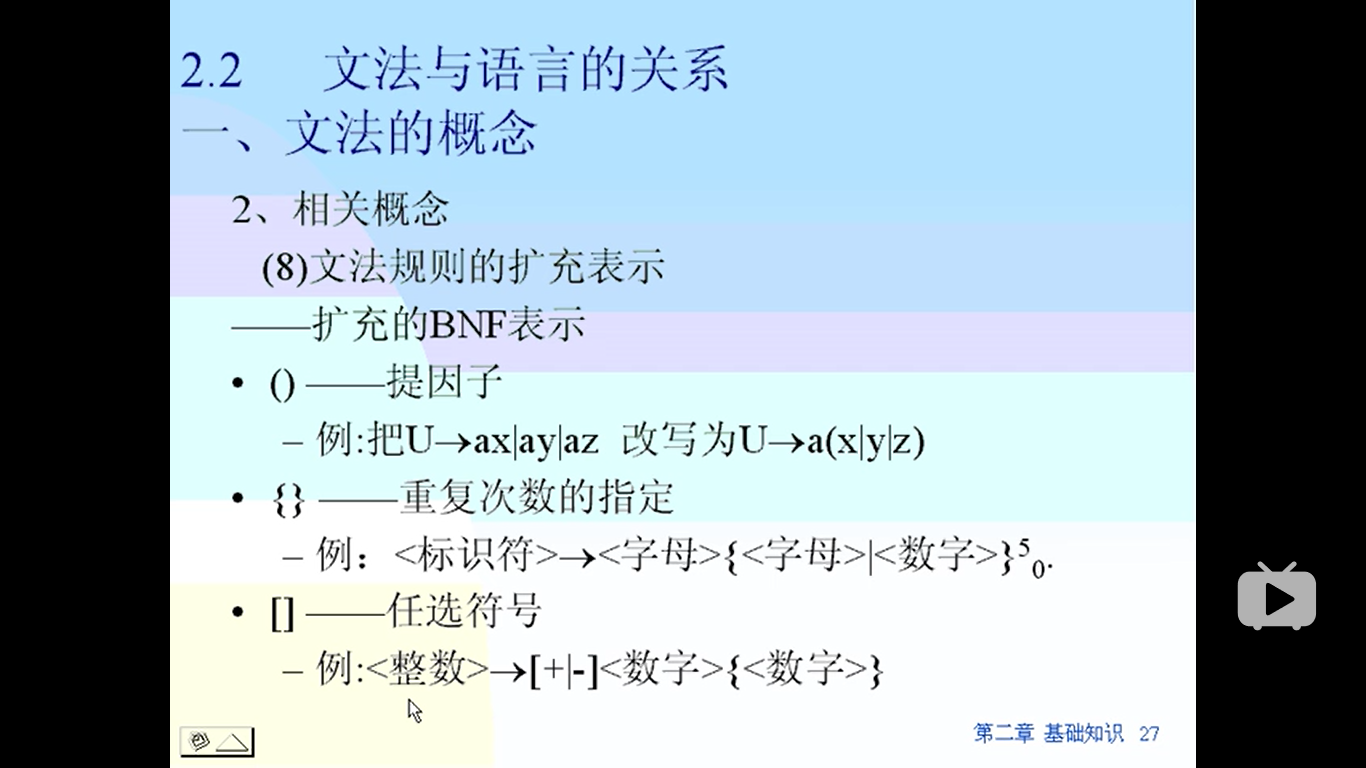 2.2 文法与语言的关系
一、文法的概念
2、相关概念
(8)文法规则的扩充表示
——扩充的BNF表示
• () ——提因子
– 例:把U→ax|ay|az 改写为U→a(x|y|z)
• {} ——重复次数的指定
– 例：<标识符>→<字母>{<字母>|<数字>}⁵₀.
• [] ——任选符号
– 例:<整数>→[+|-]<数字>{<数字>}
第二章 基础知识 27